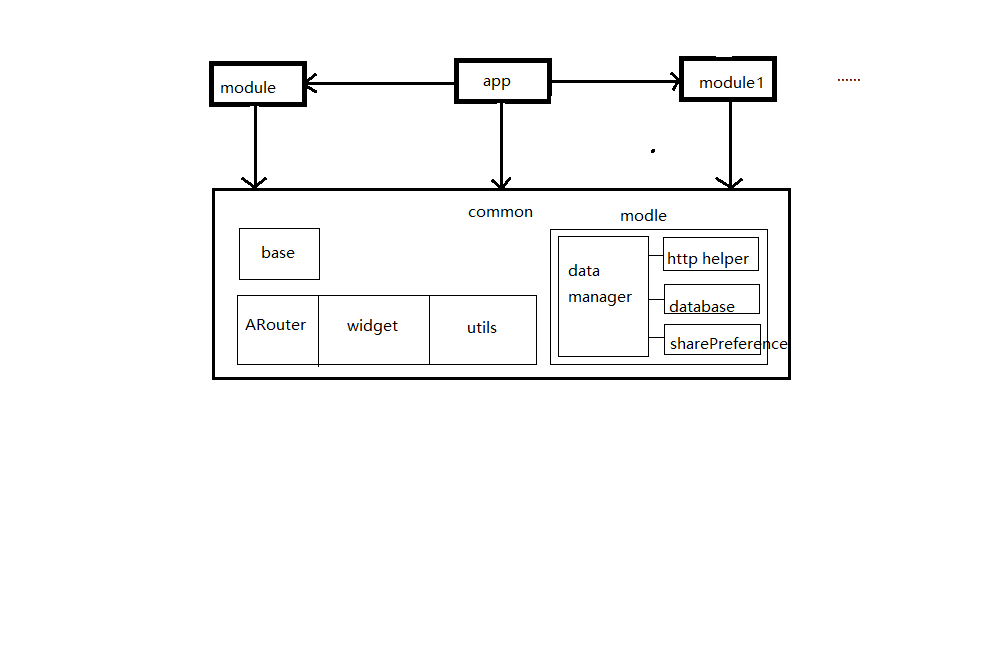 module
app
module1
......
common
modle
base
data
manager
http helper
database
sharePreference
ARouter
widget
utils